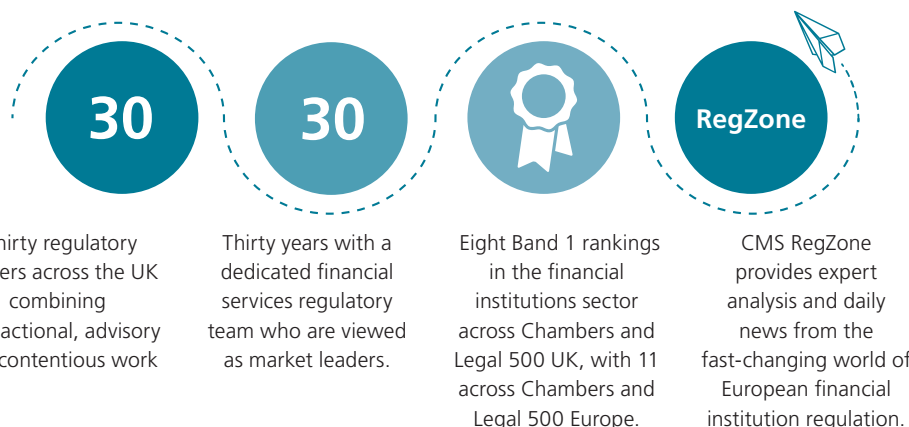 30
30
RegZone
hirty regulatory
ers across the UK
combining
actional, advisory
contentious work
Thirty years with a
dedicated financial
services regulatory
team who are viewed
as market leaders.
Eight Band 1 rankings
in the financial
institutions sector
across Chambers and
Legal 500 UK, with 11
across Chambers and
Legal 500 Europe.
CMS RegZone
provides expert
analysis and daily
news from the
fast-changing world of
European financial
institution regulation.